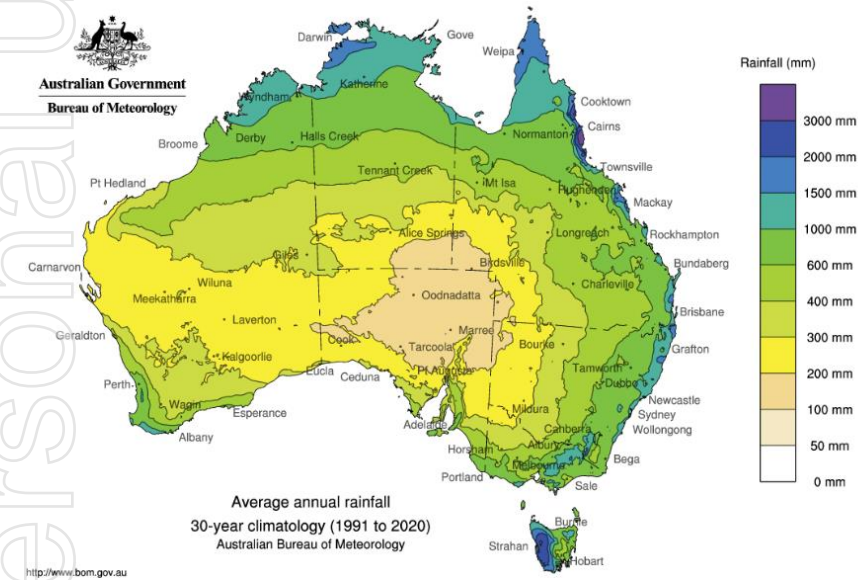 Australian Government
Bureau of Meteorology
Darwin
Gove
Weipa
Katherine
Wyndham
Cooktown
Cairns
Broome
Derby
Halls Creek
Normanton
Townsville
Pt Hedland
Tennant Creek
Mt Isa
Hughenden
Mackay
Alice Springs
Longreach
Rockhampton
Giles
Birdsville
Bundaberg
Carnarvon
Wiluna
Charleville
Meekatharra
Oodnadatta
Laverton
Marree
Brisbane
Geraldton
Cook
Tarcoola
Bourke
Grafton
Kalgoorlie
Eucla
Ceduna
Pt Augusta
Tamworth
Perth
Dubbo
Newcastle
Wagin
Esperance
Mildura
Sydney
Adelaide
Canberra
Wollongong
Albany
Horsham
Albury
Melbourne
Bega
Portland
Sale
Burnie
Strahan
Hobart
Rainfall (mm)
3000 mm
2000 mm
1500 mm
1000 mm
600 mm
400 mm
300 mm
200 mm
100 mm
50 mm
0 mm
Average annual rainfall
30-year climatology (1991 to 2020)
Australian Bureau of Meteorology
http://www.bom.gov.au